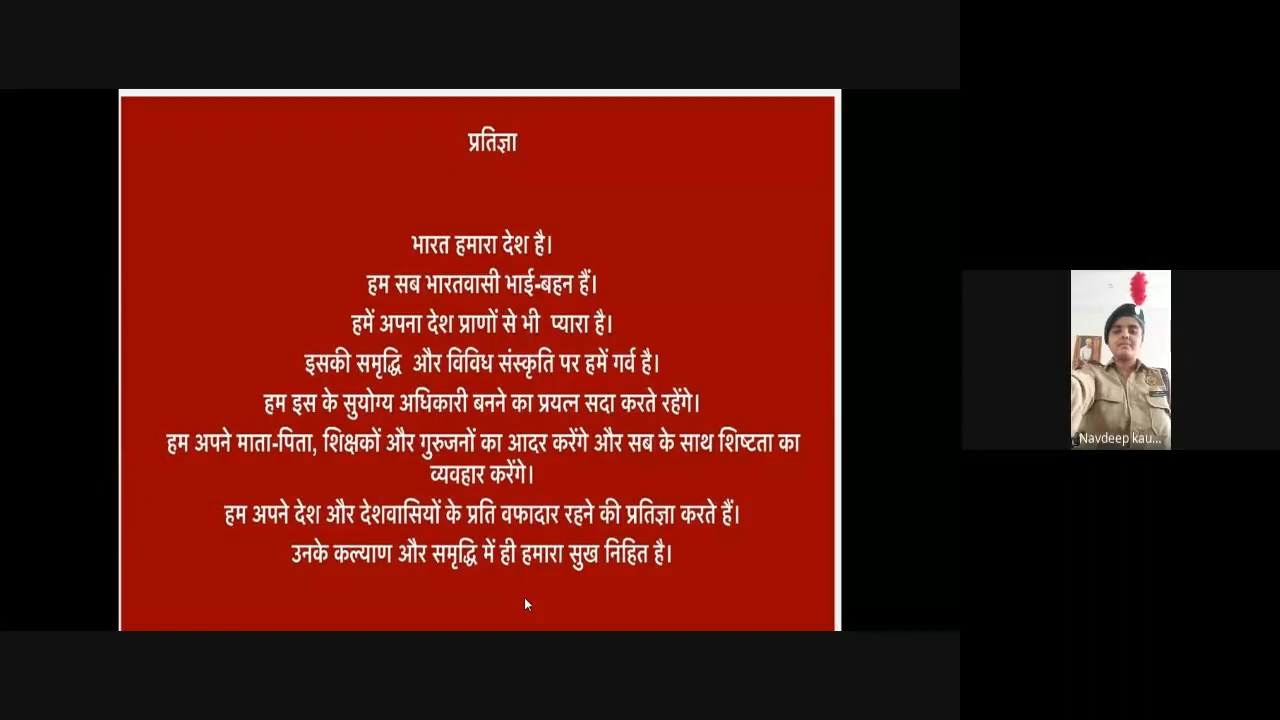 प्रतिज्ञा
भारत हमारा देश है।
हम सब भारतवासी भाई-बहन हैं।
हमें अपना देश प्राणों से भी प्यारा है।
इसकी समृद्धि और विविध संस्कृति पर हमें गर्व है।
हम इस के सुयोग्य अधिकारी बनने का प्रयत्न सदा करते रहेंगे।
हम अपने माता-पिता, शिक्षकों और गुरुजनों का आदर करेंगे और सब के साथ शिष्टता का
व्यवहार करेंगे।
हम अपने देश और देशवासियों के प्रति वफादार रहने की प्रतिज्ञा करते हैं।
उनके कल्याण और समृद्धि में ही हमारा सुख निहित है।
Navdeep kau...